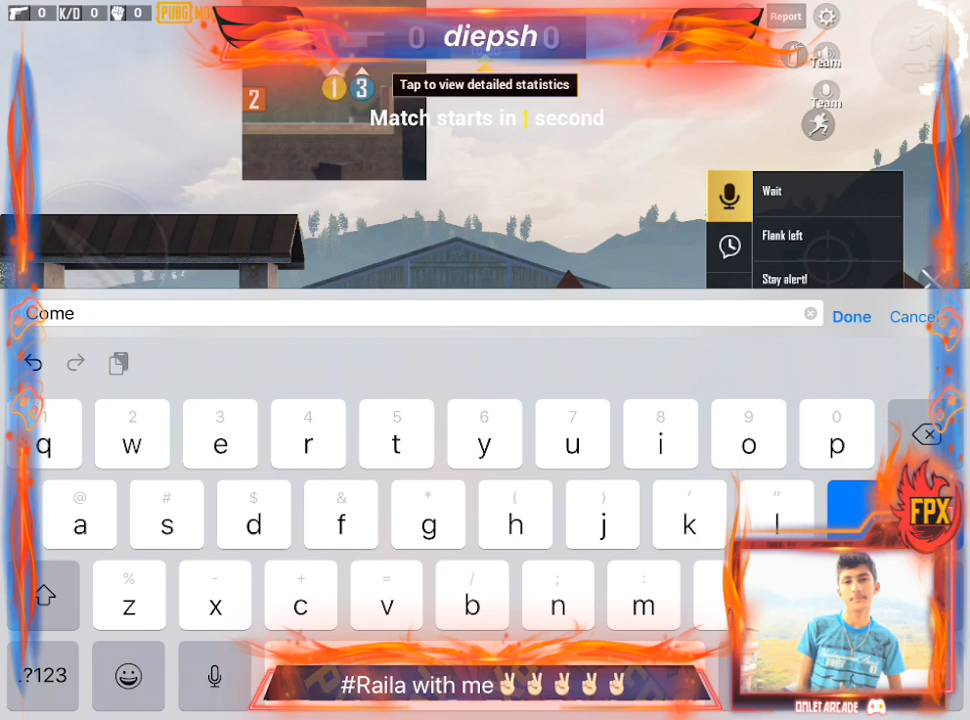 0 K/D 0 0 PUBG MO
Report
0 diepsh 0
Team
1 3
2
Tap to view detailed statistics
Team
Match starts in 1 second
Wait
Flank left
Stay alert!
Come
Done Cance
1 2 3 4 5 6 7 8 9 0
q w e r t y u i o p
@ # $ & * ( ) ' "
a s d f g h j k l
FPX
% - + = / ; :
z x c v b n m
.?123
#Raila with me✌🏻✌🏻✌🏻✌🏻✌🏻
OMLET ARCADE